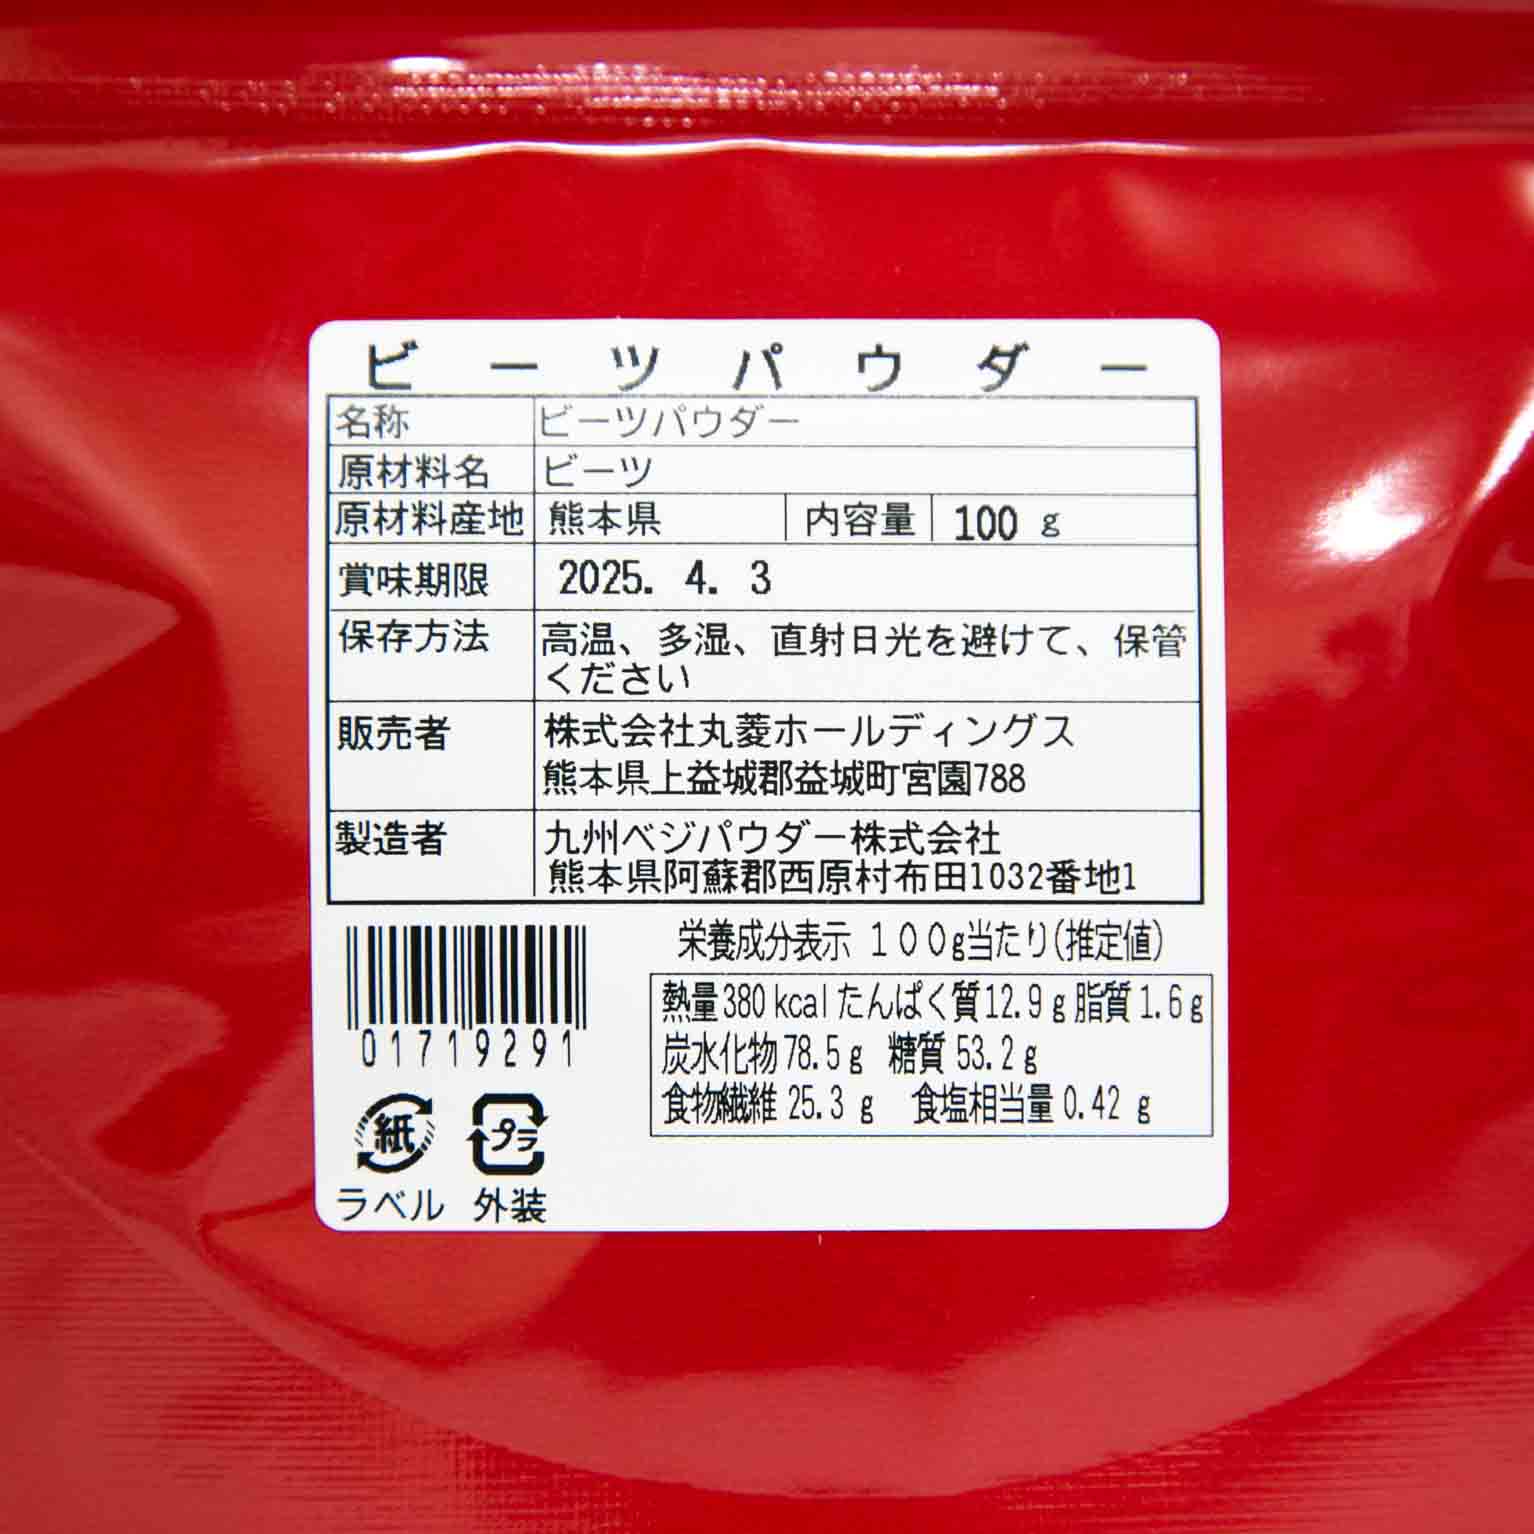 ビーツパウダー
名称 ビーツパウダー
原材料名 ビーツ
原材料産地 熊本県 内容量 100 g
賞味期限 2025. 4. 3
保存方法 高温、多湿、直射日光を避けて、保管
ください
販売者 株式会社丸菱ホールディングス
熊本県上益城郡益城町宮園788
製造者 九州ベジパウダー株式会社
熊本県阿蘇郡西原村布田1032番地1
栄養成分表示 100g当たり(推定値)
熱量380kcalたんぱく質12.9g脂質1.6g
炭水化物78.5g 糖質53.2g
食物繊維25.3g 食塩相当量0.42g
01719291
紙 プラ
ラベル 外装